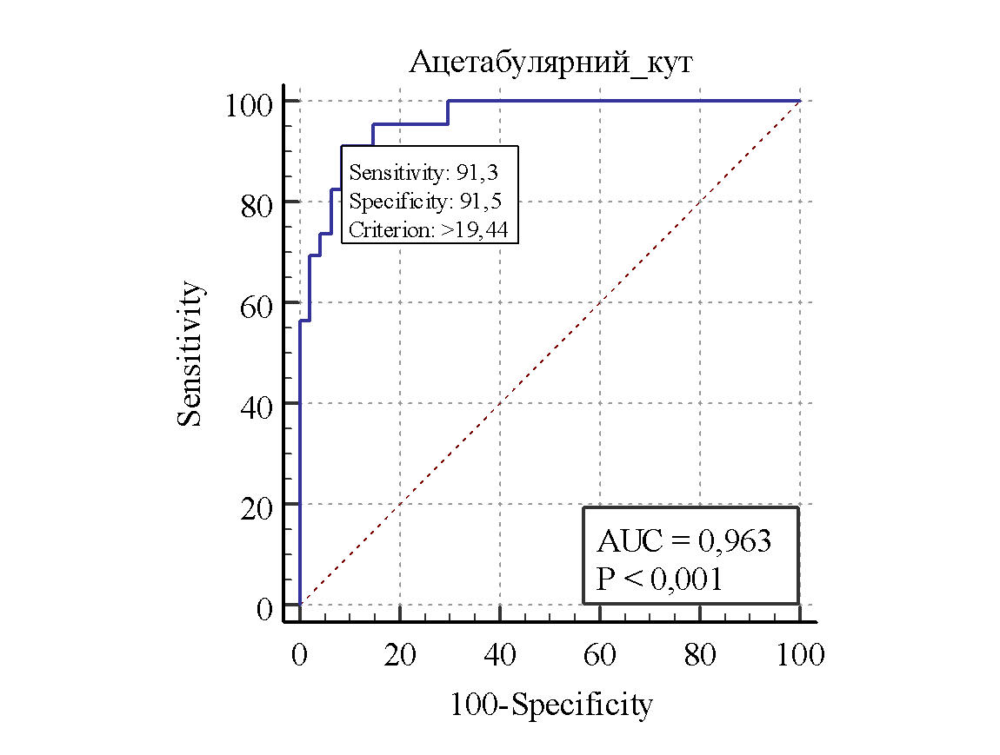 Ацетабулярний_кут
100
80
60
40
20
0
Sensitivity
Sensitivity: 91,3
Specificity: 91,5
Criterion: >19,44
AUC = 0,963
P < 0,001
0 20 40 60 80 100
100-Specificity